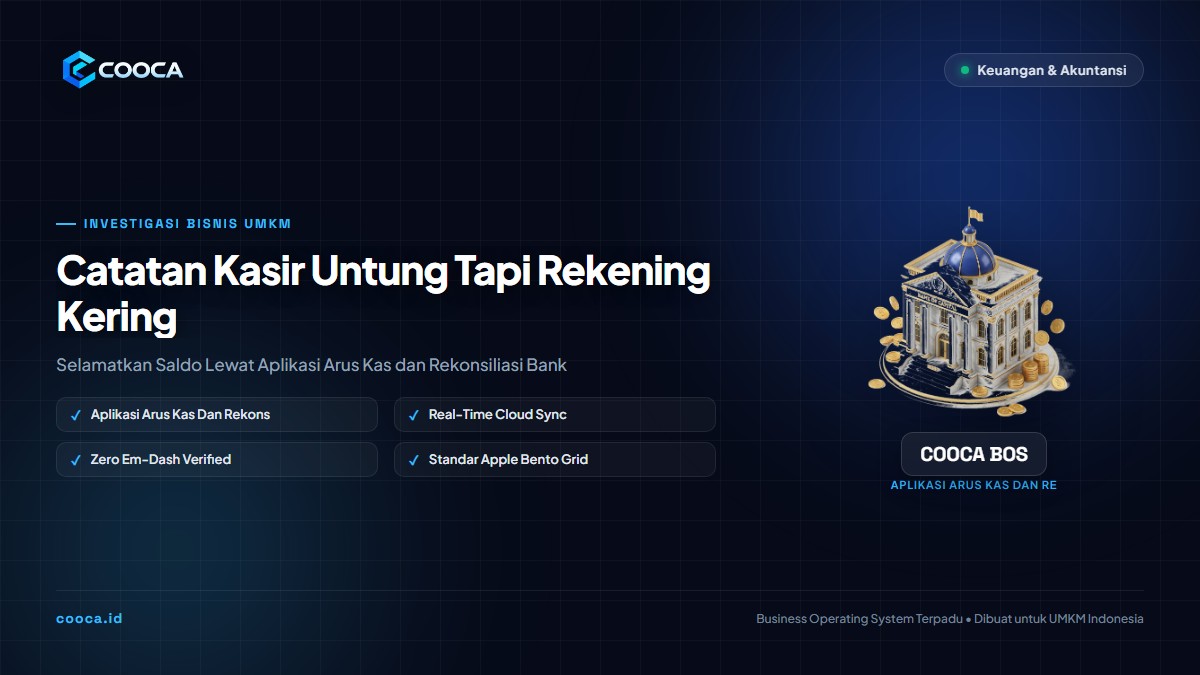 COOCA
Keuangan & Akuntansi
INVESTIGASI BISNIS UMKM
Catatan Kasir Untung Tapi Rekening
Kering
Selamatkan Saldo Lewat Aplikasi Arus Kas dan Rekonsiliasi Bank
✓ Aplikasi Arus Kas Dan Rekons
✓ Real-Time Cloud Sync
✓ Zero Em-Dash Verified
✓ Standar Apple Bento Grid
COOCA BOS
APLIKASI ARUS KAS DAN RE
cooca.id
Business Operating System Terpadu • Dibuat untuk UMKM Indonesia